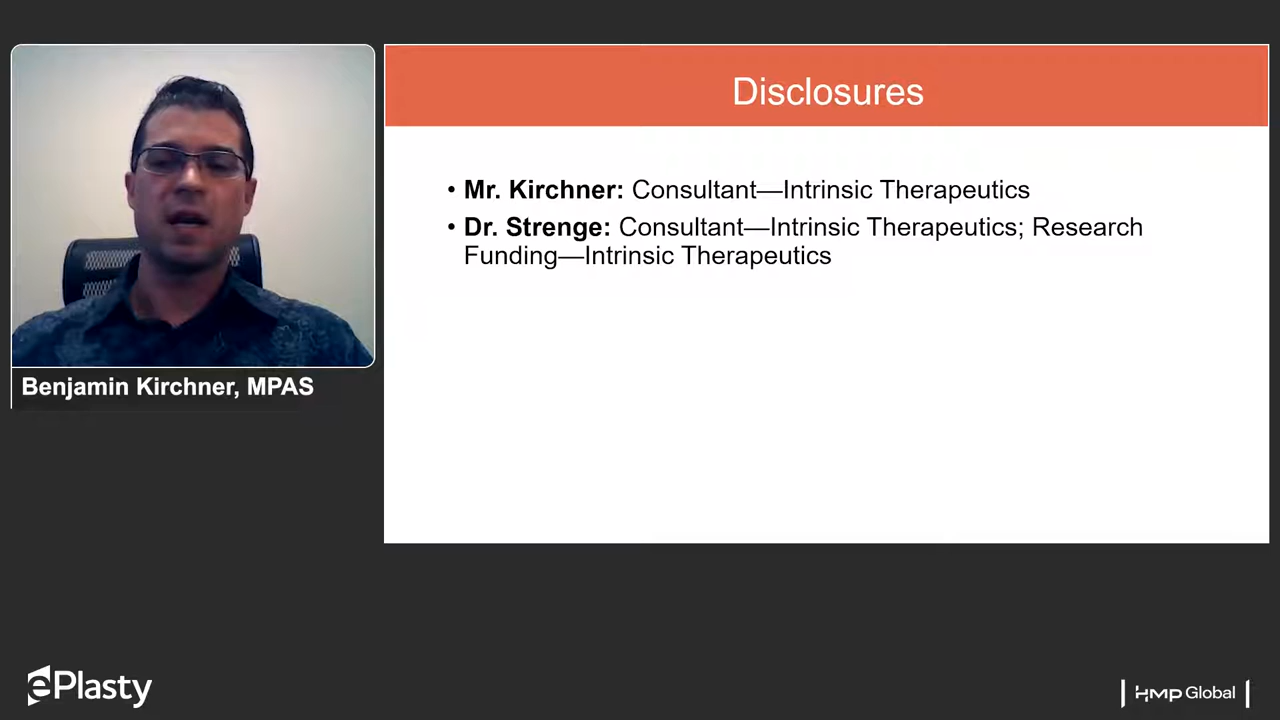 Disclosures
• Mr. Kirchner: Consultant—Intrinsic Therapeutics
• Dr. Strenge: Consultant—Intrinsic Therapeutics; Research
Funding—Intrinsic Therapeutics
Benjamin Kirchner, MPAS
ePlasty
HMP Global